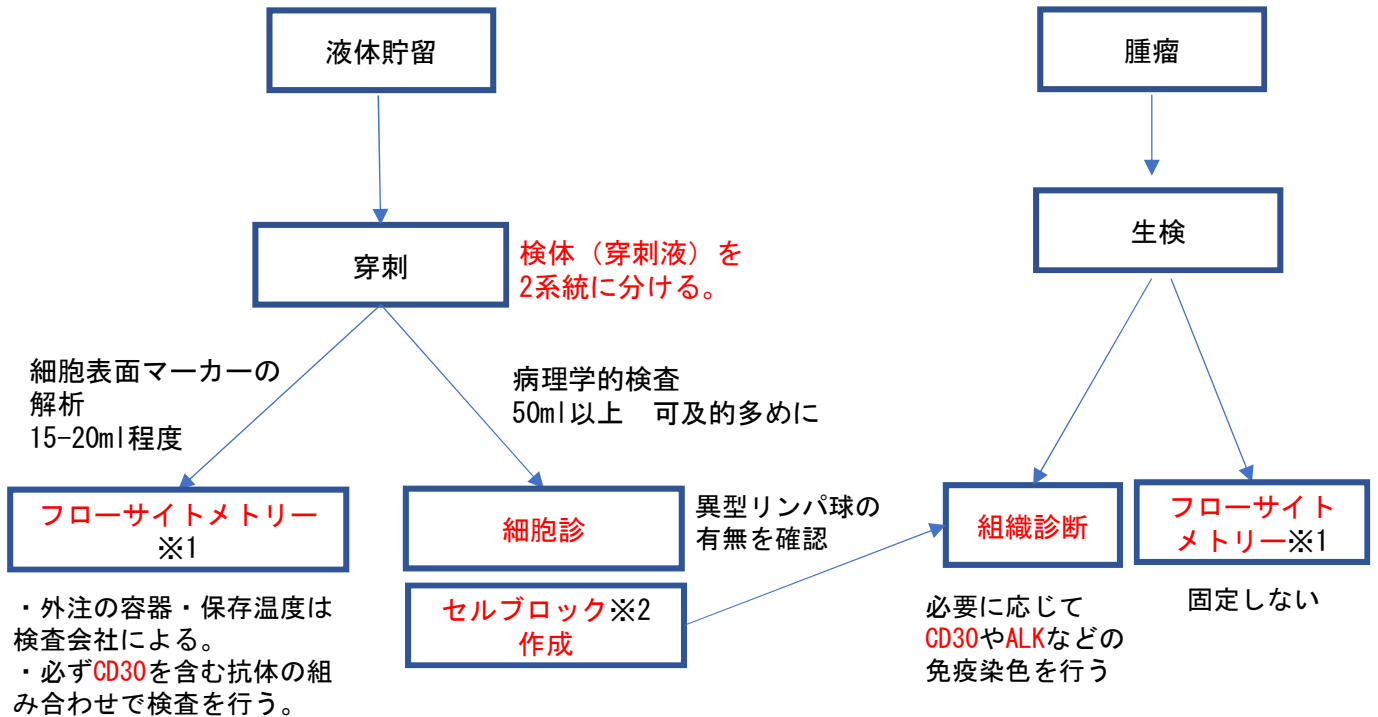 液体貯留
腫瘤
穿刺
検体（穿刺液）を
2系統に分ける。
生検
細胞表面マーカーの
解析
15-20ml程度
病理学的検査
50ml以上　可及的多めに
フローサイトメトリー
※1
細胞診
異型リンパ球の
有無を確認
組織診断
フローサイト
メトリー※1
・外注の容器・保存温度は
検査会社による。
・必ずCD30を含む抗体の組
み合わせで検査を行う。
セルブロック※2
作成
必要に応じて
CD30やALKなどの
免疫染色を行う
固定しない